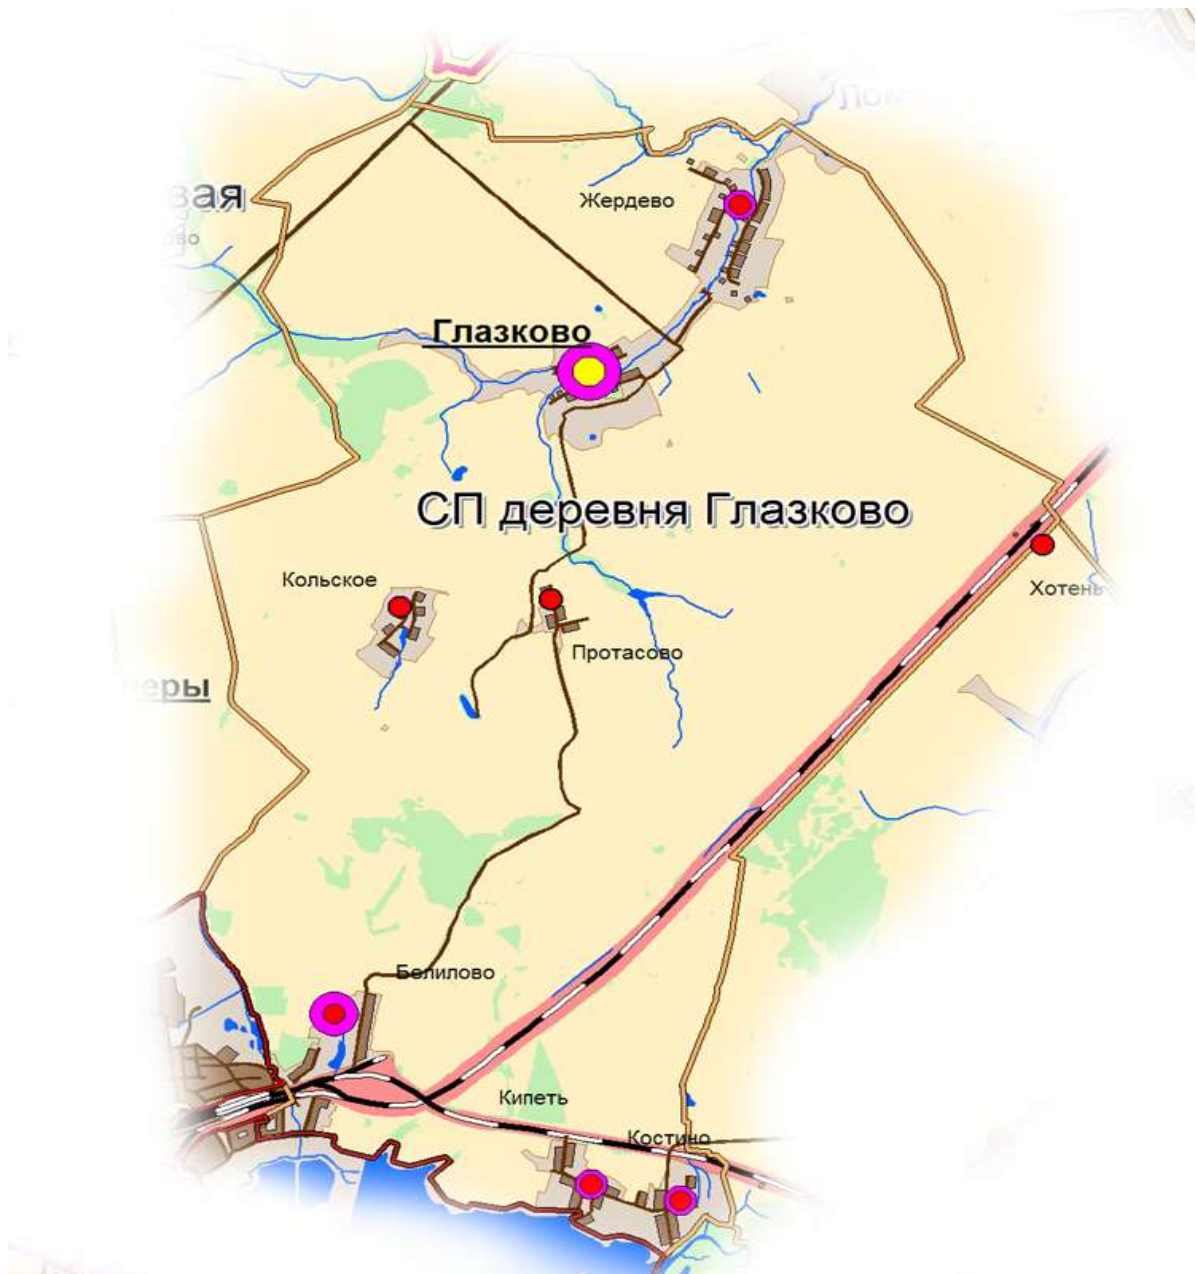 Жердево
Глазково
СП деревня Глазково
Кольское
Хотень
Протасово
Белилово
Кипеть
Костино